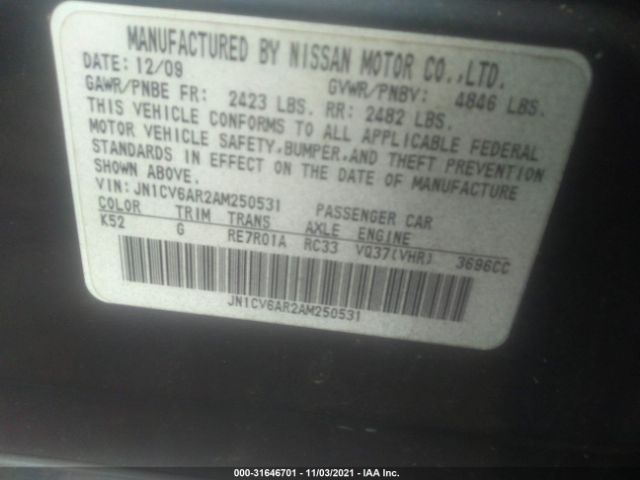 MANUFACTURED BY NISSAN MOTOR CO.,LTD.
DATE: 12/09 GVWR/PNBV: 4846 LBS.
GAWR/PNBE FR: 2423 LBS. RR: 2482 LBS.
THIS VEHICLE CONFORMS TO ALL APPLICABLE FEDERAL
MOTOR VEHICLE SAFETY,BUMPER,AND THEFT PREVENTION
STANDARDS IN EFFECT ON THE DATE OF MANUFACTURE
SHOWN ABOVE.
VIN: JN1CV6AR2AM250531 PASSENGER CAR
COLOR TRIM TRANS AXLE ENGINE
K52 G RE7R01A RC33 VQ37(VHR) 3696CC
JN1CV6AR2AM250531
000-31646701 - 11/03/2021 - IAA Inc.